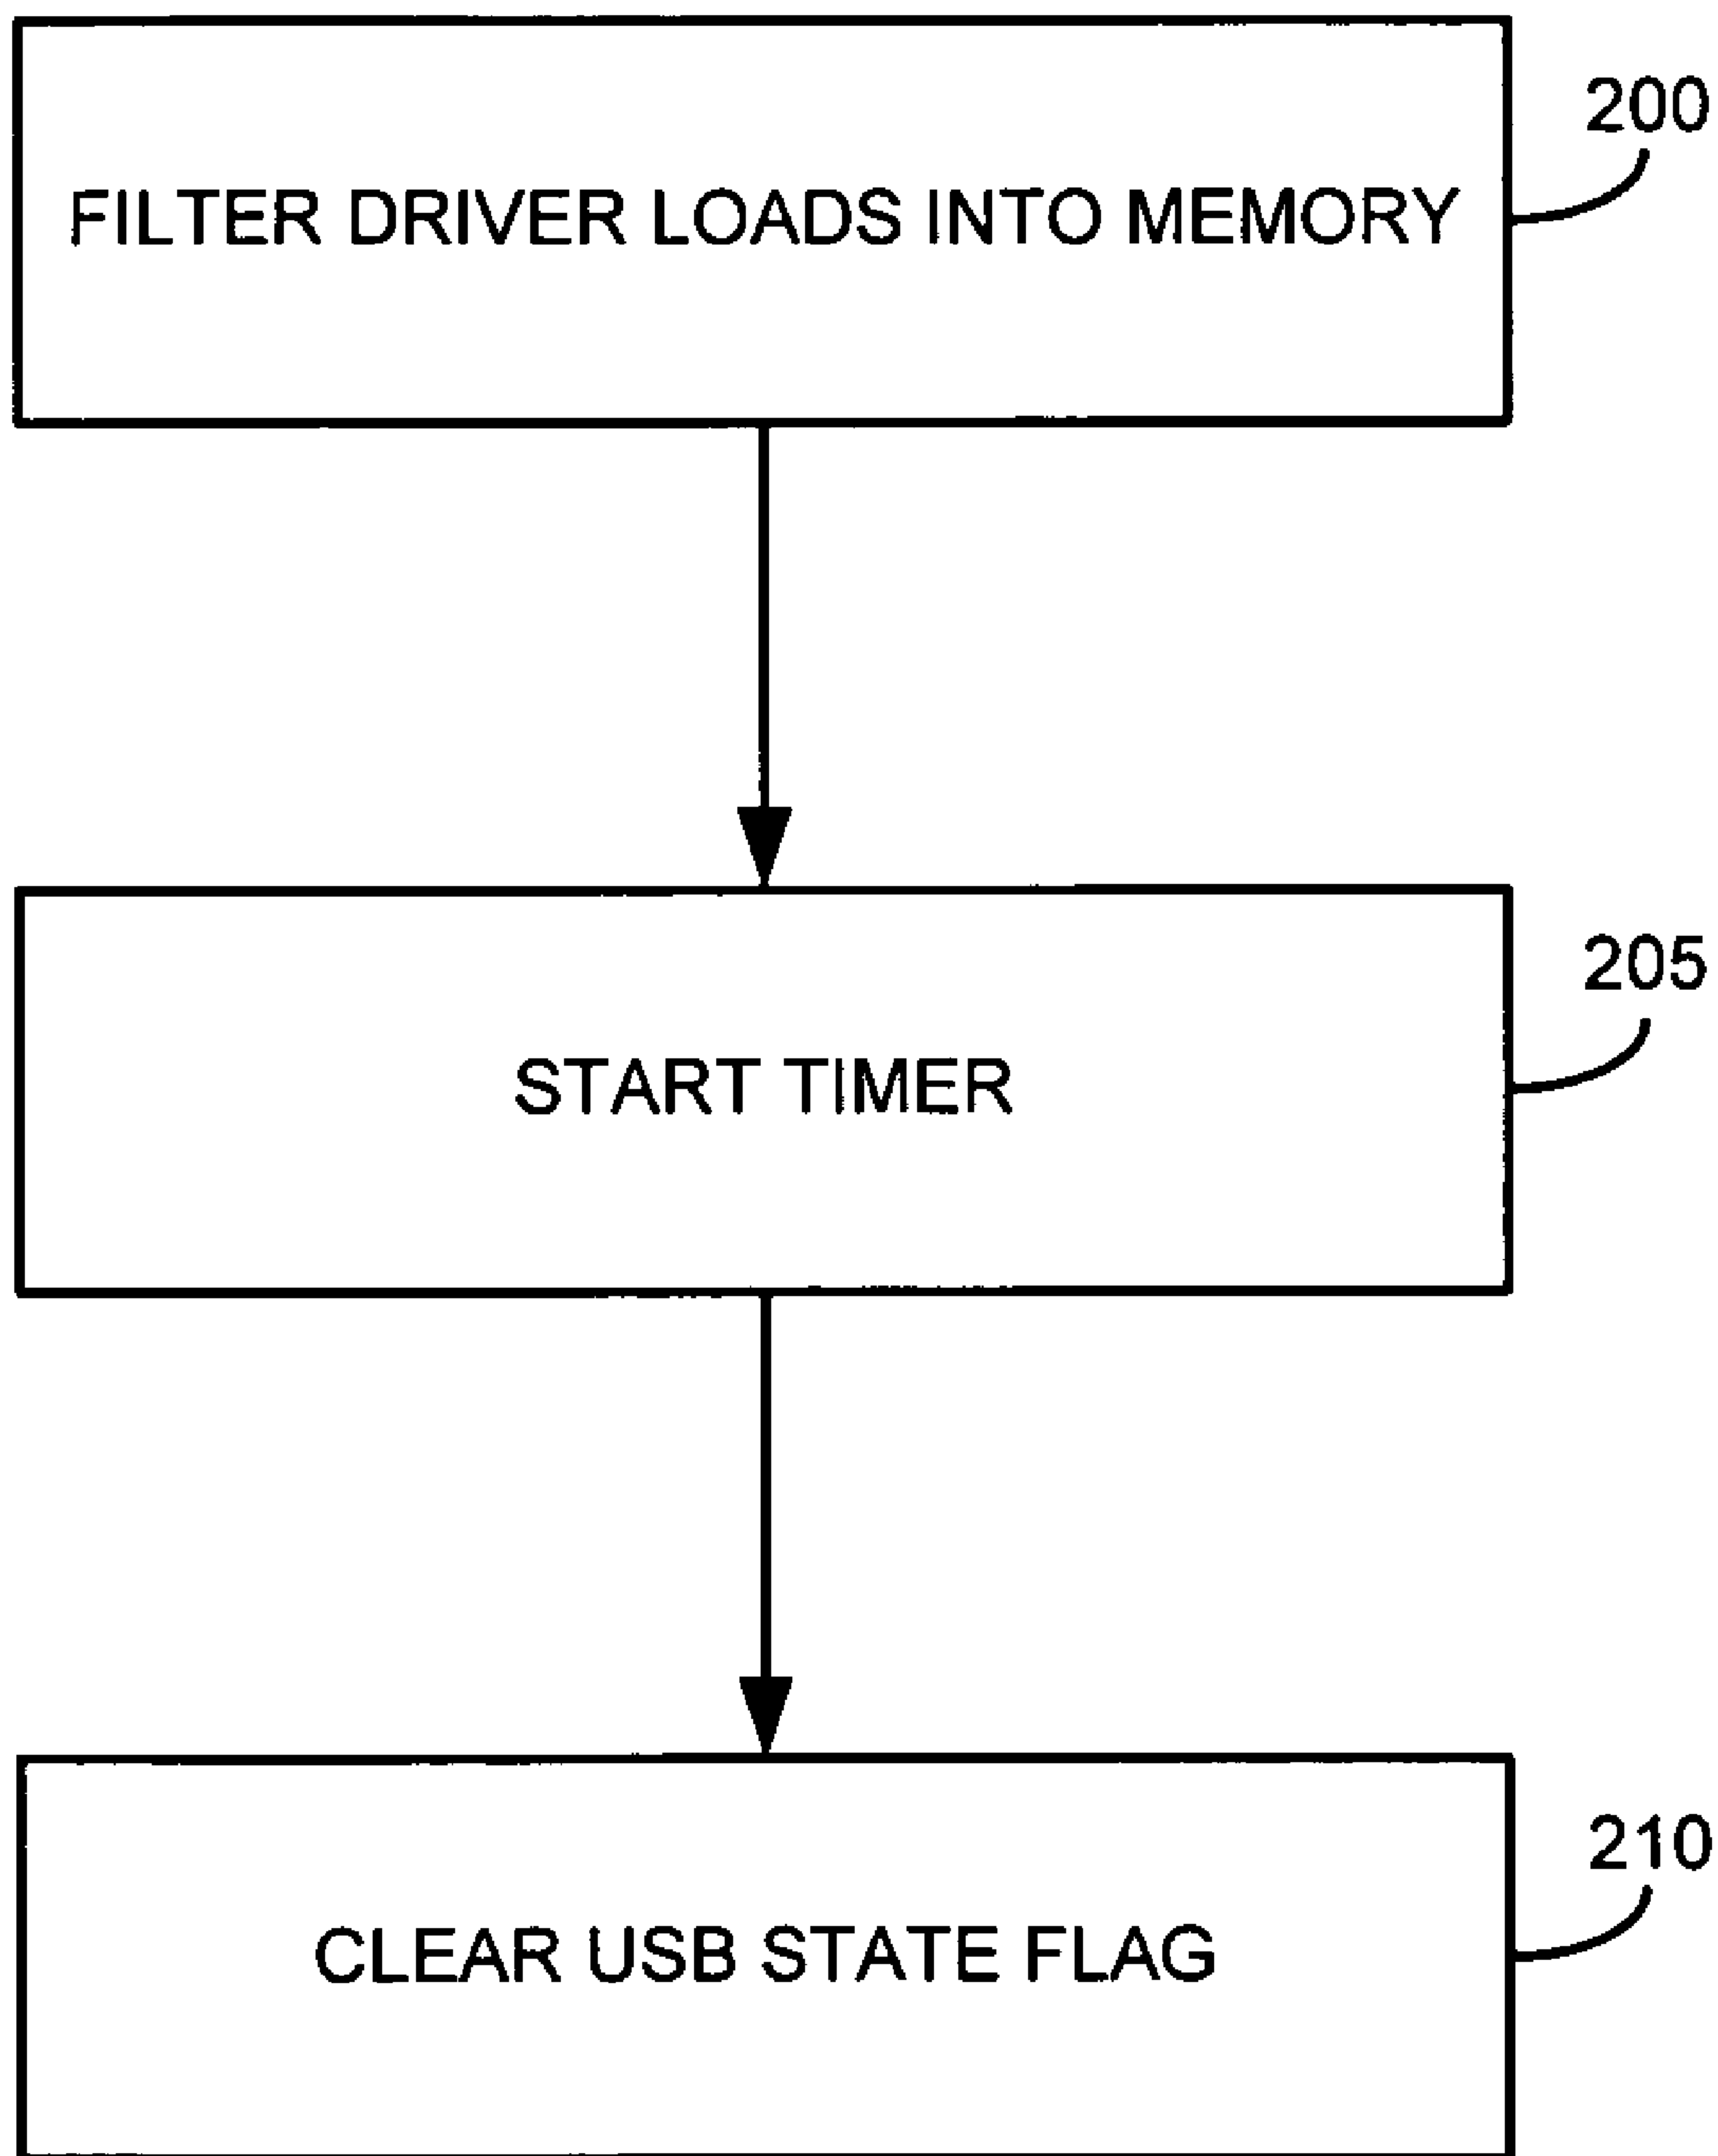 200
FILTER DRIVER LOADS INTO MEMORY
205
START TIMER
210
CLEAR USB STATE FLAG